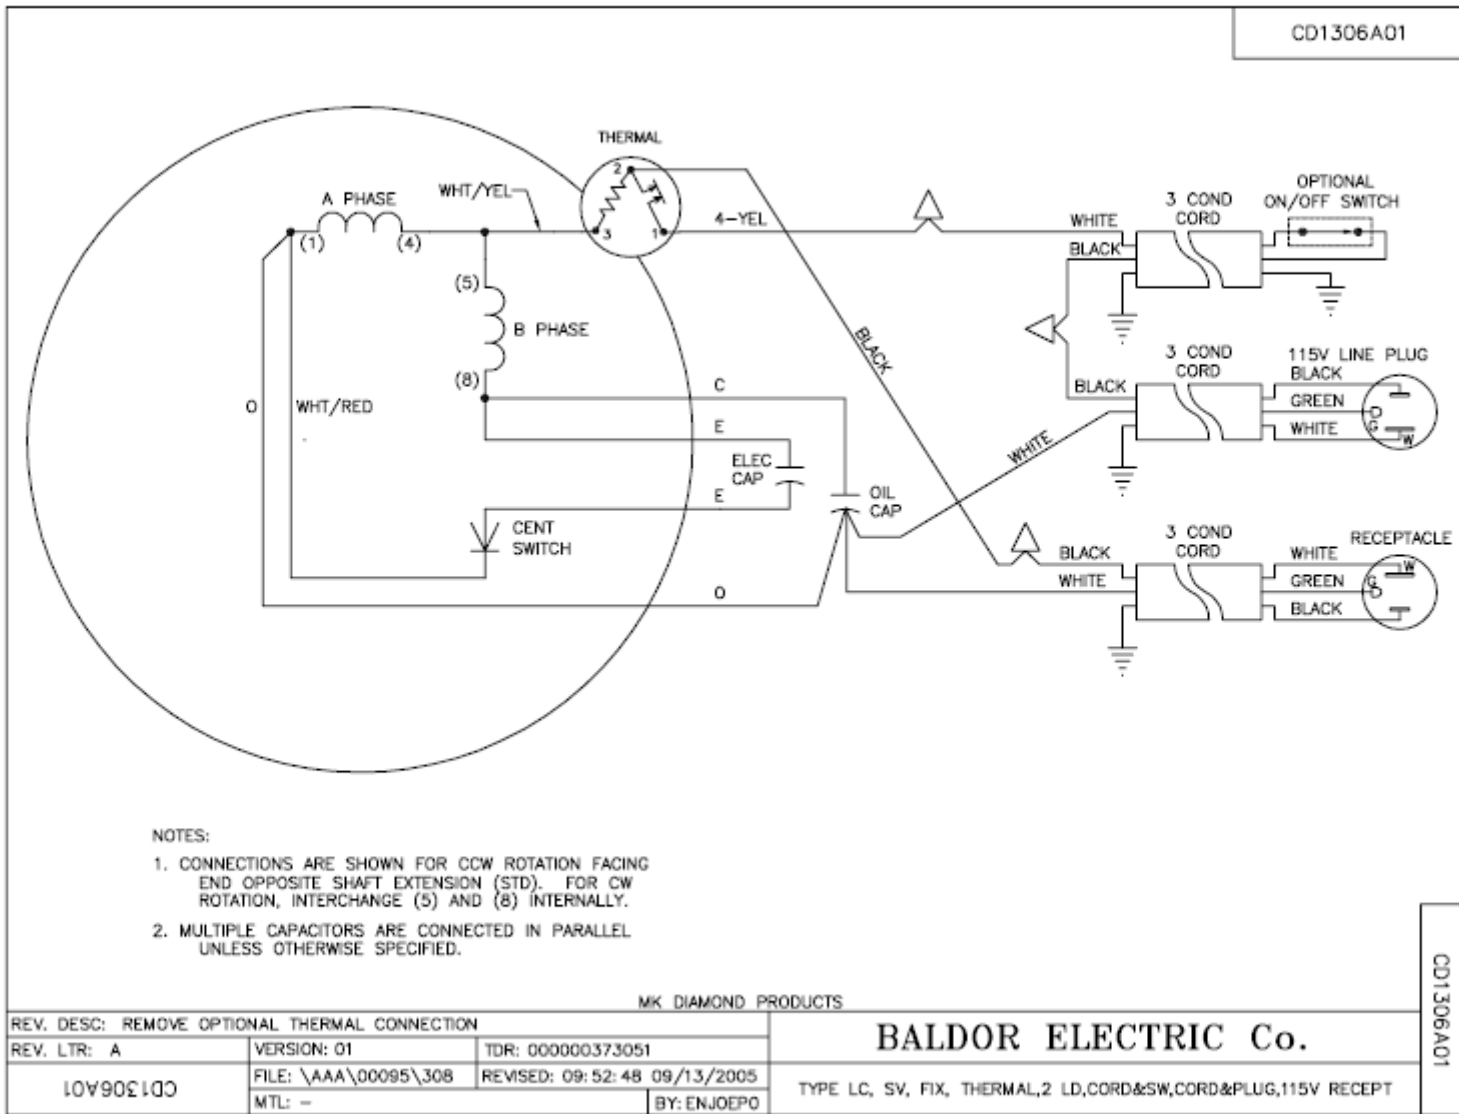 CD1306A01
THERMAL
2
3
1
A PHASE
(1)
(4)
WHT/YEL
4-YEL
(5)
B PHASE
(8)
O
WHT/RED
C
E
ELEC
CAP
E
OIL
CAP
CENT
SWITCH
O
BLACK
WHITE
WHITE
BLACK
3 COND
CORD
OPTIONAL
ON/OFF SWITCH
BLACK
3 COND
CORD
115V LINE PLUG
BLACK
GREEN
WHITE
G
W
BLACK
WHITE
3 COND
CORD
RECEPTACLE
WHITE
GREEN
BLACK
W
G
NOTES:
1. CONNECTIONS ARE SHOWN FOR CCW ROTATION FACING
END OPPOSITE SHAFT EXTENSION (STD). FOR CW
ROTATION, INTERCHANGE (5) AND (8) INTERNALLY.
2. MULTIPLE CAPACITORS ARE CONNECTED IN PARALLEL
UNLESS OTHERWISE SPECIFIED.
CD1306A01
MK DIAMOND PRODUCTS
REV. DESC: REMOVE OPTIONAL THERMAL CONNECTION
REV. LTR: A
VERSION: 01
TDR: 000000373051
BALDOR ELECTRIC Co.
CD1306A01
FILE: \AAA\00095\308
REVISED: 09:52:48 09/13/2005
TYPE LC, SV, FIX, THERMAL,2 LD,CORD&SW,CORD&PLUG,115V RECEPT
MTL: -
BY: ENJOEPO